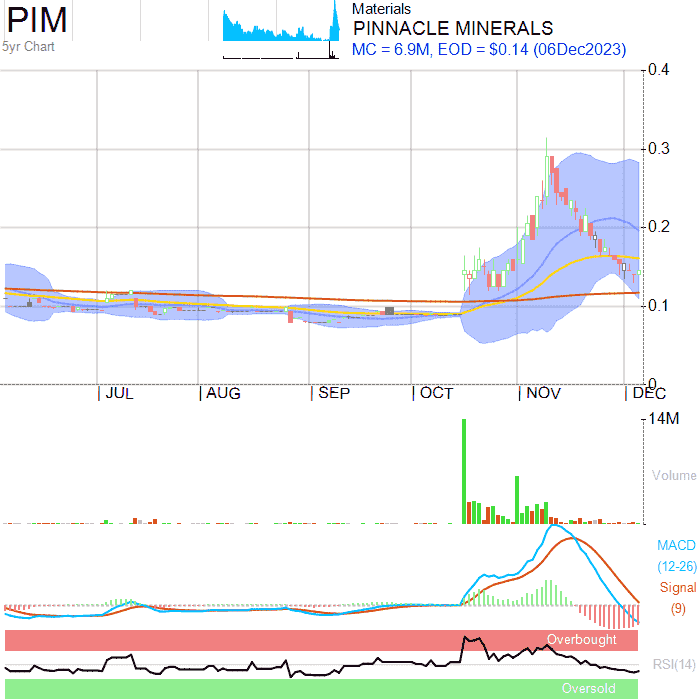 PIM
5yr Chart
Materials
PINNACLE MINERALS
MC = 6.9M, EOD = $0.14 (06Dec2023)
0.4
0.3
0.2
0.1
0
JUL
AUG
SEP
OCT
NOV
DEC
14M
Volume
MACD
(12-26)
Signal
(9)
Overbought
RSI(14)
Oversold